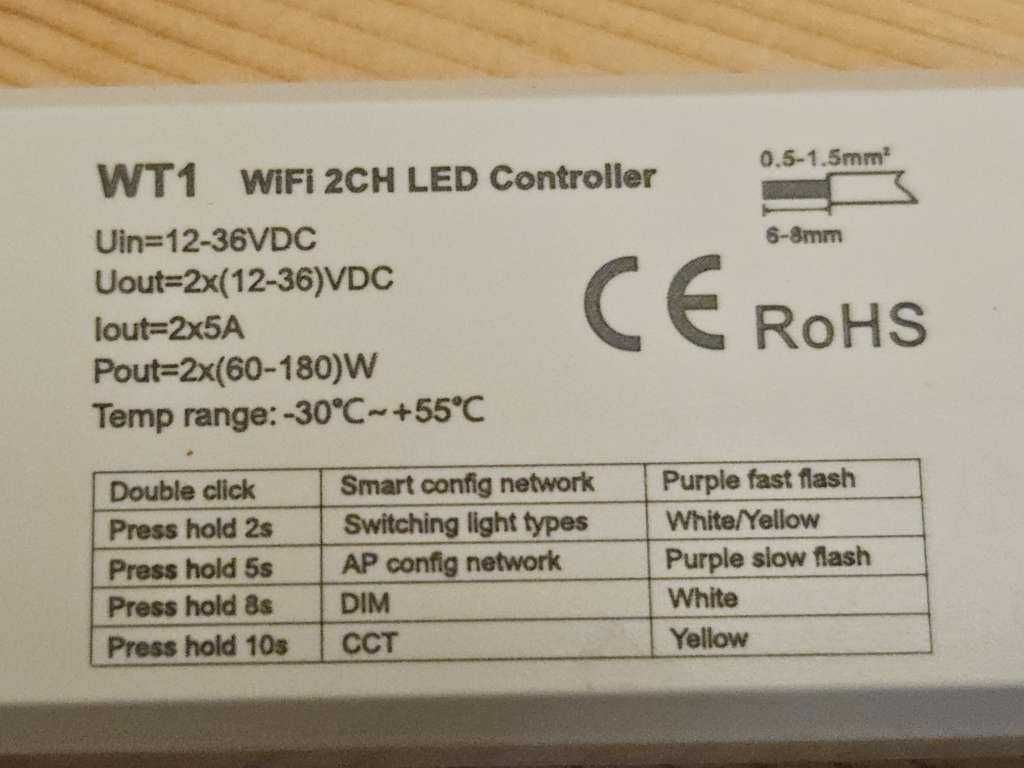 WT1 WiFi 2CH LED Controller
0.5-1.5mm²
6-8mm
Uin=12-36VDC
Uout=2x(12-36)VDC
Iout=2x5A
Pout=2x(60-180)W
Temp range: -30℃~+55℃
CE RoHS
Double click Smart config network Purple fast flash
Press hold 2s Switching light types White/Yellow
Press hold 5s AP config network Purple slow flash
Press hold 8s DIM White
Press hold 10s CCT Yellow